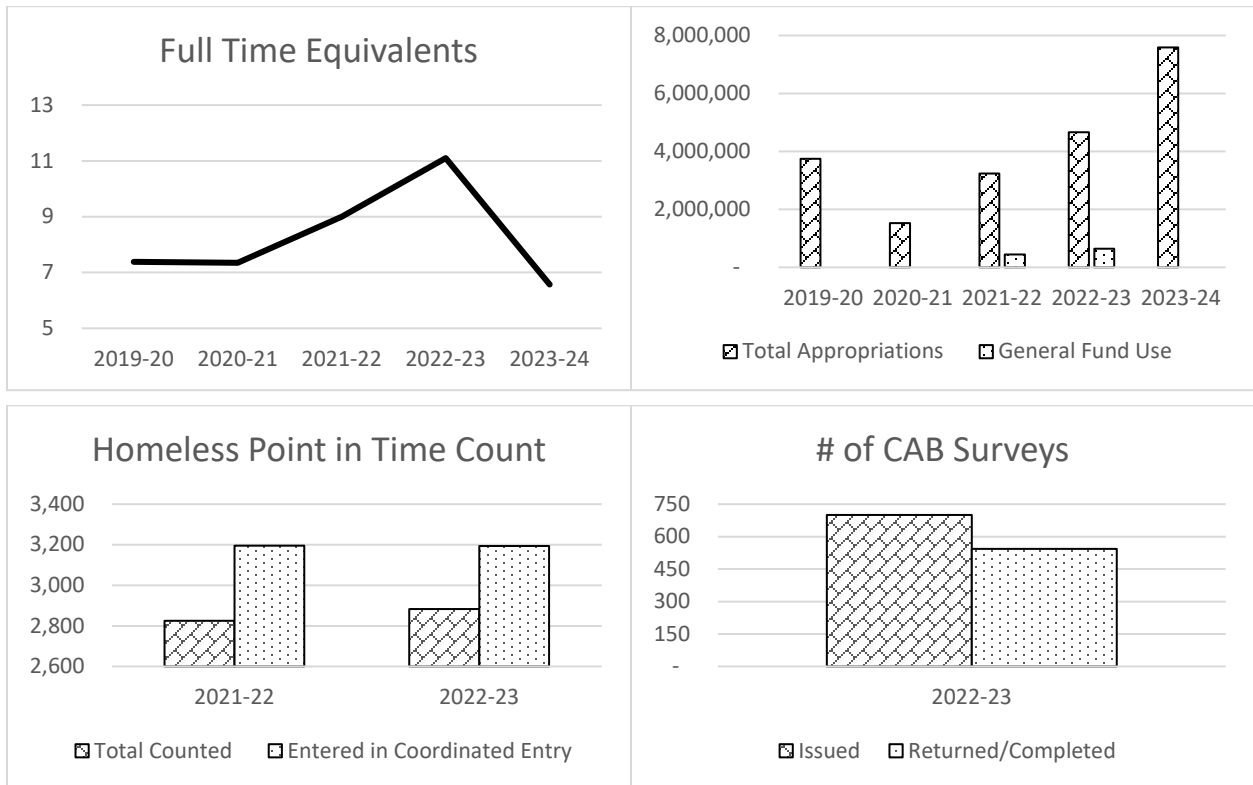 Full Time Equivalents
13
11
9
7
5
2019-20 2020-21 2021-22 2022-23 2023-24
8,000,000
6,000,000
4,000,000
2,000,000
-
2019-20 2020-21 2021-22 2022-23 2023-24
Total Appropriations General Fund Use
Homeless Point in Time Count
3,400
3,200
3,000
2,800
2,600
2021-22 2022-23
Total Counted Entered in Coordinated Entry
# of CAB Surveys
750
600
450
300
150
-
2022-23
Issued Returned/Completed